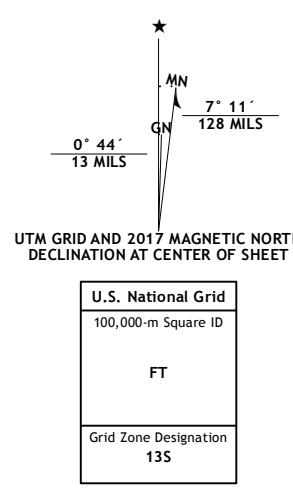 MN
GN
7° 11´
128 MILS
0° 44´
13 MILS
UTM GRID AND 2017 MAGNETIC NORT
DECLINATION AT CENTER OF SHEET
U.S. National Grid
100,000-m Square ID
FT
Grid Zone Designation
13S